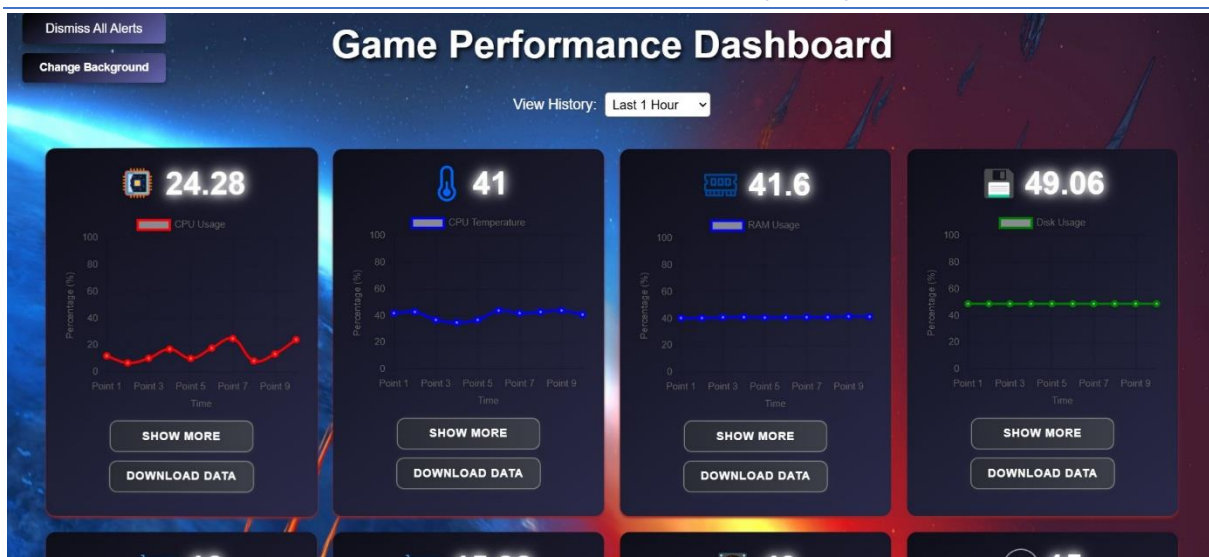 Dismiss All Alerts
Change Background
Game Performance Dashboard
View History: Last 1 Hour
24.28
CPU Usage
100
80
60
40
20
0
Percentage (%)
Point 1 Point 3 Point 5 Point 7 Point 9
Time
SHOW MORE
DOWNLOAD DATA
41
CPU Temperature
100
80
60
40
20
0
Percentage (%)
Point 1 Point 3 Point 5 Point 7 Point 9
Time
SHOW MORE
DOWNLOAD DATA
41.6
RAM Usage
100
80
60
40
20
0
Percentage (%)
Point 1 Point 3 Point 5 Point 7 Point 9
Time
SHOW MORE
DOWNLOAD DATA
49.06
Disk Usage
100
80
60
40
20
0
Percentage (%)
Point 1 Point 3 Point 5 Point 7 Point 9
Time
SHOW MORE
DOWNLOAD DATA